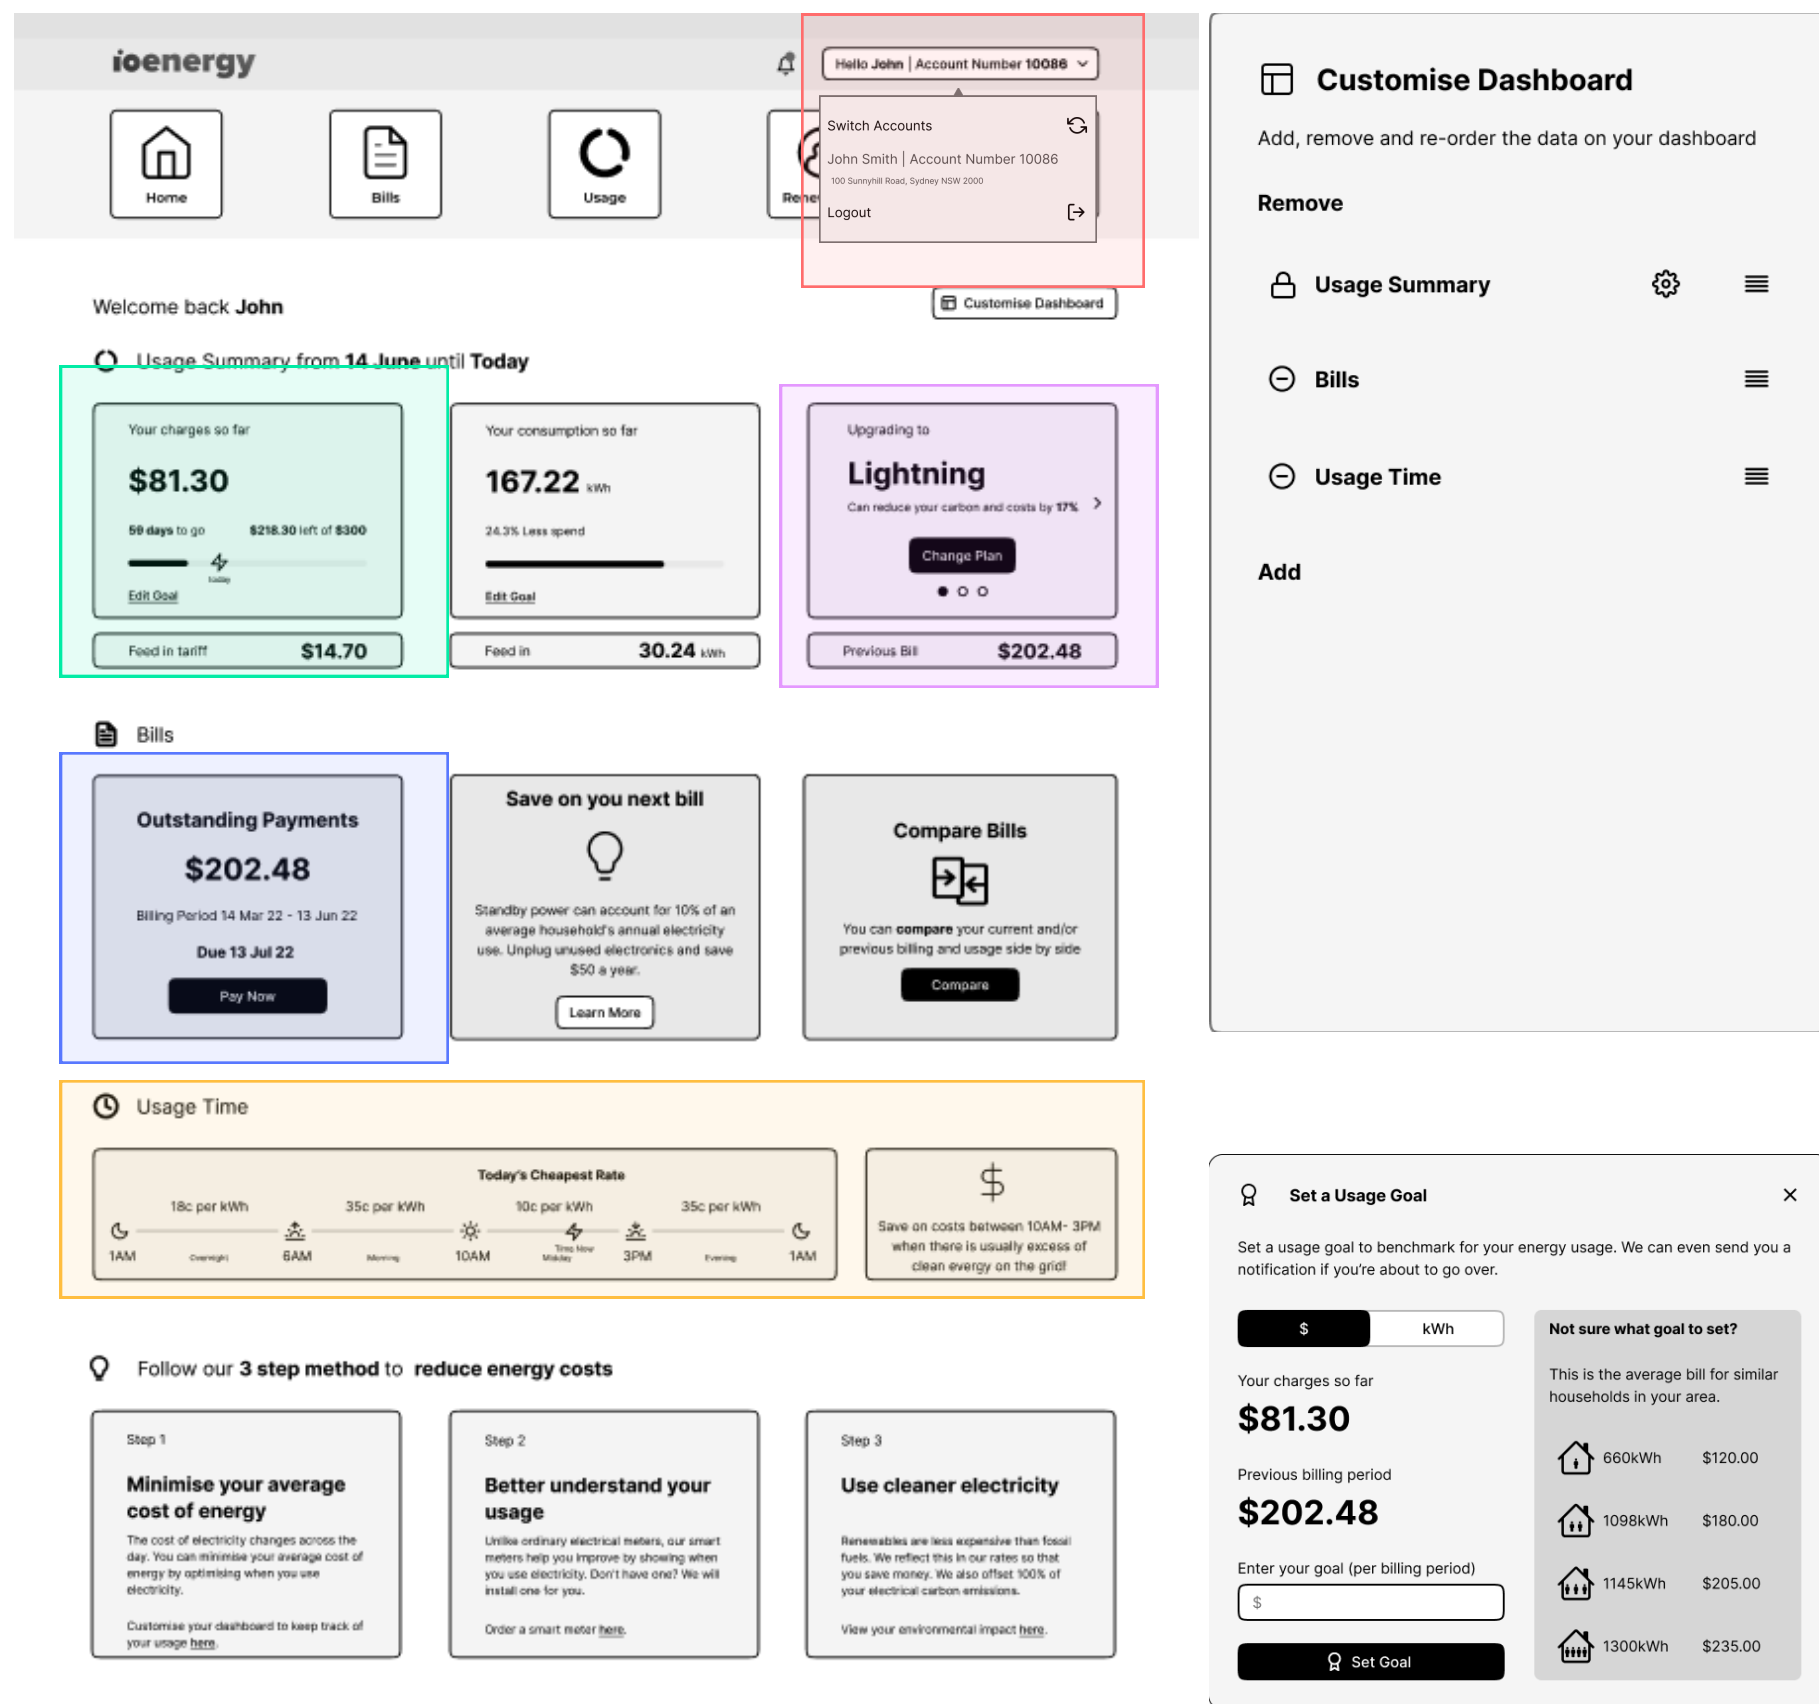 ioenergy
Hello John | Account Number 10086
Switch Accounts
John Smith | Account Number 10086
100 Sunnyhill Road, Sydney NSW 2000
Logout
Home
Bills
Usage
Rene
Welcome back John
Customise Dashboard
Usage Summary from 14 June until Today
Your charges so far
$81.30
59 days to go
$218.30 left of $300
today
Edit Goal
Feed in tariff
$14.70
Your consumption so far
167.22 kWh
24.3% Less spend
Edit Goal
Feed in
30.24 kWh
Upgrading to
Lightning
Can reduce your carbon and costs by 17%
Change Plan
Previous Bill
$202.48
Bills
Outstanding Payments
$202.48
Billing Period 14 Mar 22 - 13 Jun 22
Due 13 Jul 22
Pay Now
Save on you next bill
Standby power can account for 10% of an
average household's annual electricity
use. Unplug unused electronics and save
$50 a year.
Learn More
Compare Bills
You can compare your current and/or
previous billing and usage side by side
Compare
Usage Time
Today's Cheapest Rate
18c per kWh
35c per kWh
10c per kWh
35c per kWh
Time Now
1AM
Overnight
6AM
Morning
10AM
Midday
3PM
Evening
1AM
$
Save on costs between 10AM- 3PM
when there is usually excess of
clean evergy on the grid!
Follow our 3 step method to reduce energy costs
Step 1
Minimise your average
cost of energy
The cost of electricity changes across the
day. You can minimise your average cost of
energy by optimising when you use
electricity.
Customise your dashboard to keep track of
your usage here.
Step 2
Better understand your
usage
Unlike ordinary electrical meters, our smart
meters help you improve by showing when
you use electricity. Don't have one? We will
install one for you.
Order a smart meter here.
Step 3
Use cleaner electricity
Renewables are less expensive than fossil
fuels. We reflect this in our rates so that
you save money. We also offset 100% of
your electrical carbon emissions.
View your environmental impact here.
Customise Dashboard
Add, remove and re-order the data on your dashboard
Remove
Usage Summary
Bills
Usage Time
Add
Set a Usage Goal
Set a usage goal to benchmark for your energy usage. We can even send you a
notification if you're about to go over.
$
kWh
Your charges so far
$81.30
Previous billing period
$202.48
Enter your goal (per billing period)
$
Set Goal
Not sure what goal to set?
This is the average bill for similar
households in your area.
660kWh $120.00
1098kWh $180.00
1145kWh $205.00
1300kWh $235.00